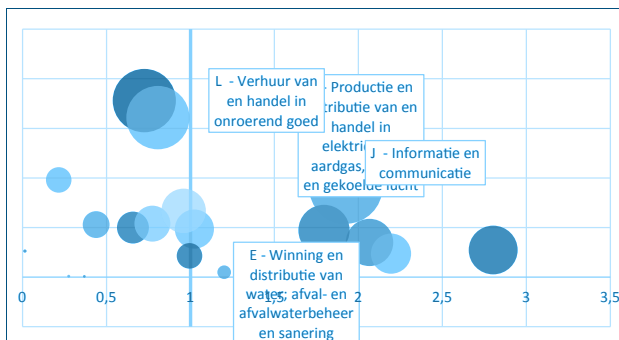 L - Verhuur van
en handel in
onroerend goed
- Productie en
tributie van en
handel in
elektri
aardgas,
en gekoelde lucht
J - Informatie en
communicatie
E - Winning en
distributie van
water; afval- en
afvalwaterbeheer
en sanering
0 0,5 1 1,5 2 2,5 3 3,5